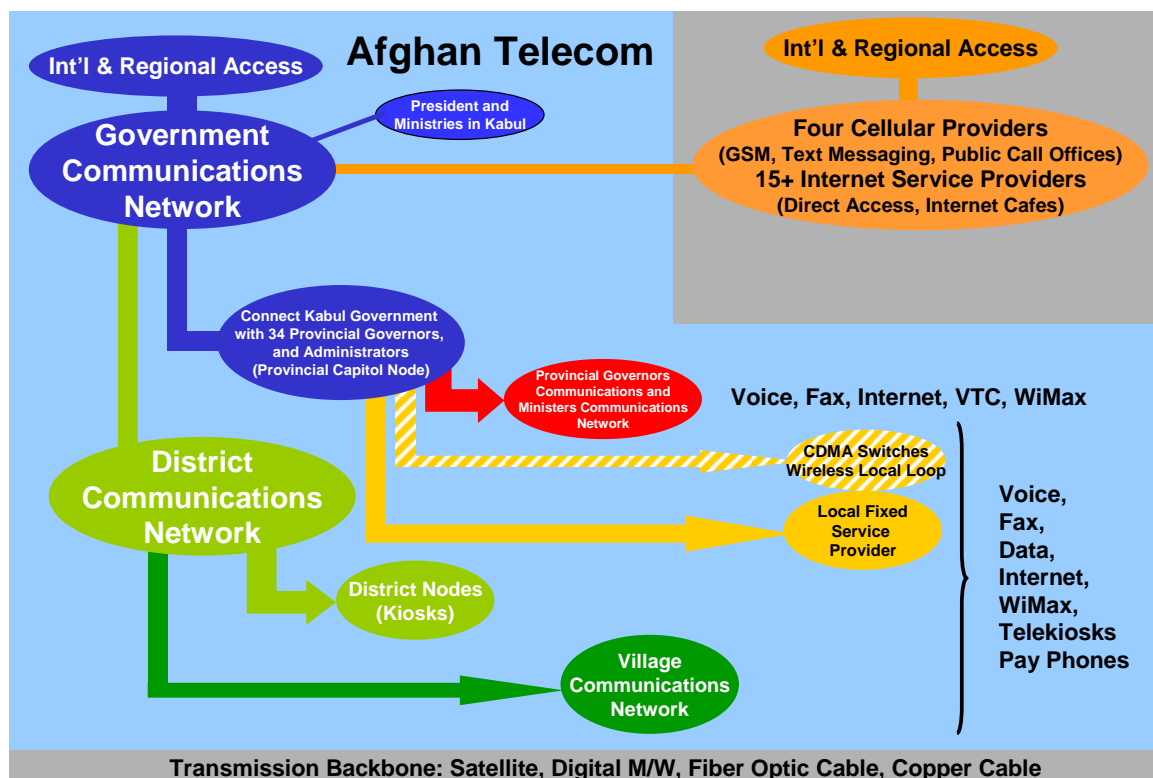 Afghan Telecom
Int'l & Regional Access
Government
Communications
Network
President and
Ministries in Kabul
Int'l & Regional Access
Four Cellular Providers
(GSM, Text Messaging, Public Call Offices)
15+ Internet Service Providers
(Direct Access, Internet Cafes)
Connect Kabul Government
with 34 Provincial Governors,
and Administrators
(Provincial Capitol Node)
Provincial Governors
Communications and
Ministers Communications
Network
Voice, Fax, Internet, VTC, WiMax
CDMA Switches
Wireless Local Loop
Local Fixed
Service
Provider
District
Communications
Network
District Nodes
(Kiosks)
Village
Communications
Network
Voice,
Fax,
Data,
Internet,
WiMax,
Telekiosks
Pay Phones
Transmission Backbone: Satellite, Digital M/W, Fiber Optic Cable, Copper Cable